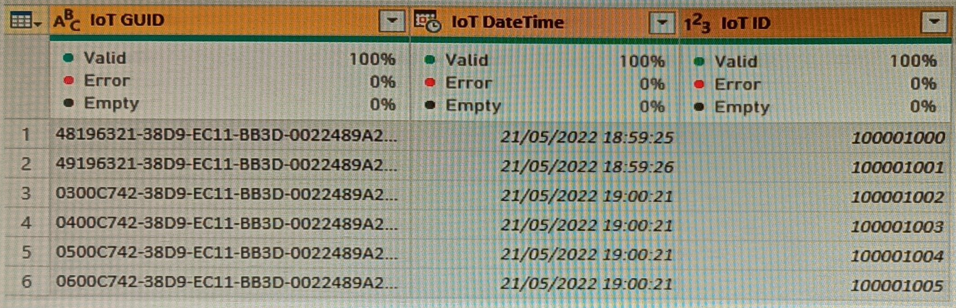 ABC IoT GUID IoT DateTime 123 IoT ID
Valid 100% Valid 100% Valid 100%
Error 0% Error 0% Error 0%
Empty 0% Empty 0% Empty 0%
1 48196321-38D9-EC11-BB3D-0022489A2... 21/05/2022 18:59:25 100001000
2 49196321-38D9-EC11-BB3D-0022489A2... 21/05/2022 18:59:26 100001001
3 0300C742-38D9-EC11-BB3D-0022489A2... 21/05/2022 19:00:21 100001002
4 0400C742-38D9-EC11-BB3D-0022489A2... 21/05/2022 19:00:21 100001003
5 0500C742-38D9-EC11-BB3D-0022489A2... 21/05/2022 19:00:21 100001004
6 0600C742-38D9-EC11-BB3D-0022489A2... 21/05/2022 19:00:21 100001005